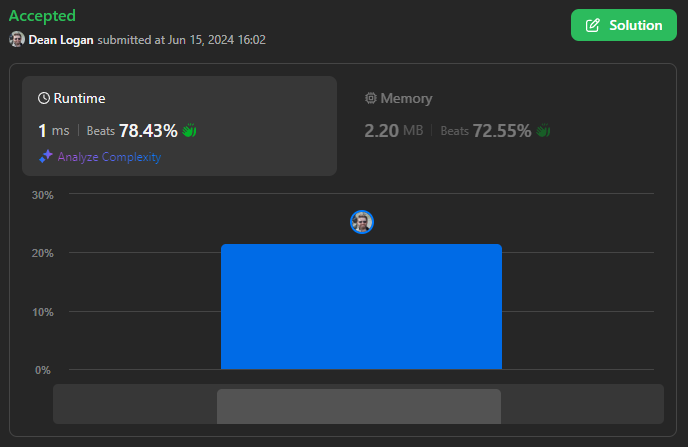 Accepted
Dean Logan submitted at Jun 15, 2024 16:02
Solution
Runtime
1 ms | Beats 78.43%
Analyze Complexity
Memory
2.20 MB | Beats 72.55%
30%
20%
10%
0%